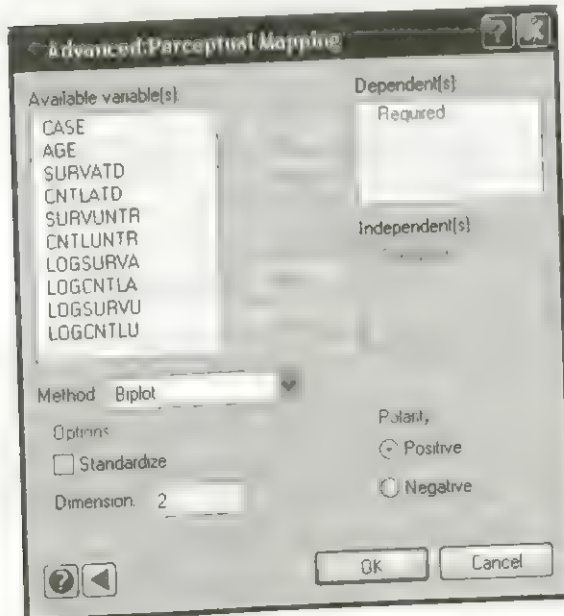 Advanced:Perceptual Mapping
Available variable(s)
CASE
AGE
SURVATD
CNTLATD
SURVUNTR
CNTLUNTR
LOGSURVA
LOGCNTLA
LOGSURVU
LOGCNTLU
Dependent(s)
Required
Independent(s)
Method Biplot
Options
Standardize
Dimension. 2
Polarity
Positive
Negative
OK
Cancel